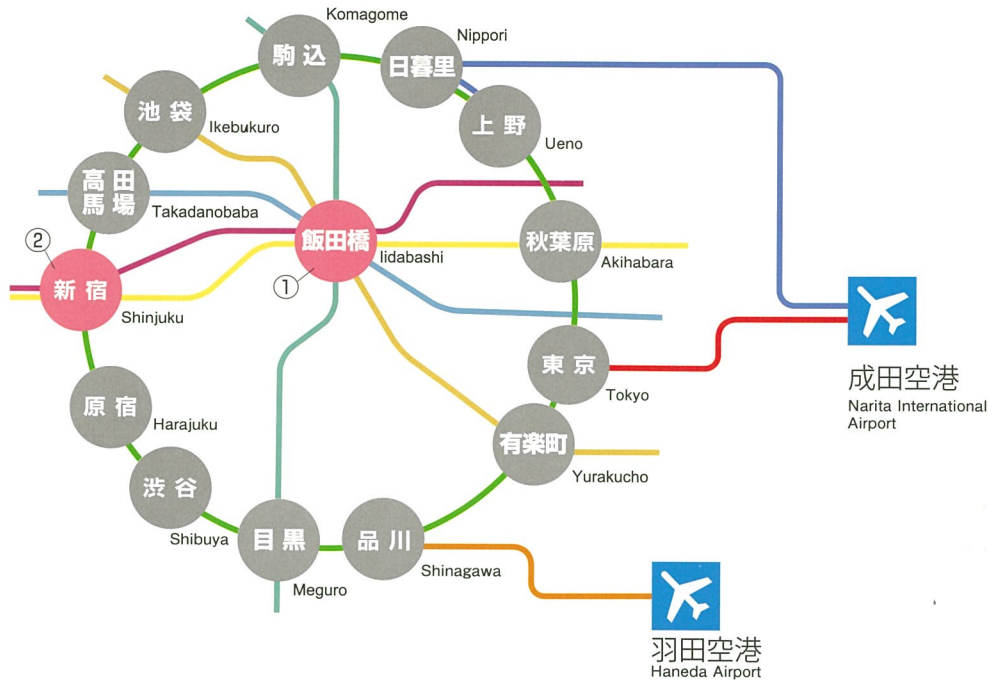 Komagome
駒込
Nippori
日暮里
池袋
Ikebukuro
上野
Ueno
高田
馬場
Takadanobaba
②
新宿
Shinjuku
飯田橋
Iidabashi
①
秋葉原
Akihabara
東京
Tokyo
成田空港
Narita International
Airport
原宿
Harajuku
有楽町
Yurakucho
渋谷
Shibuya
目黒
Meguro
品川
Shinagawa
羽田空港
Haneda Airport